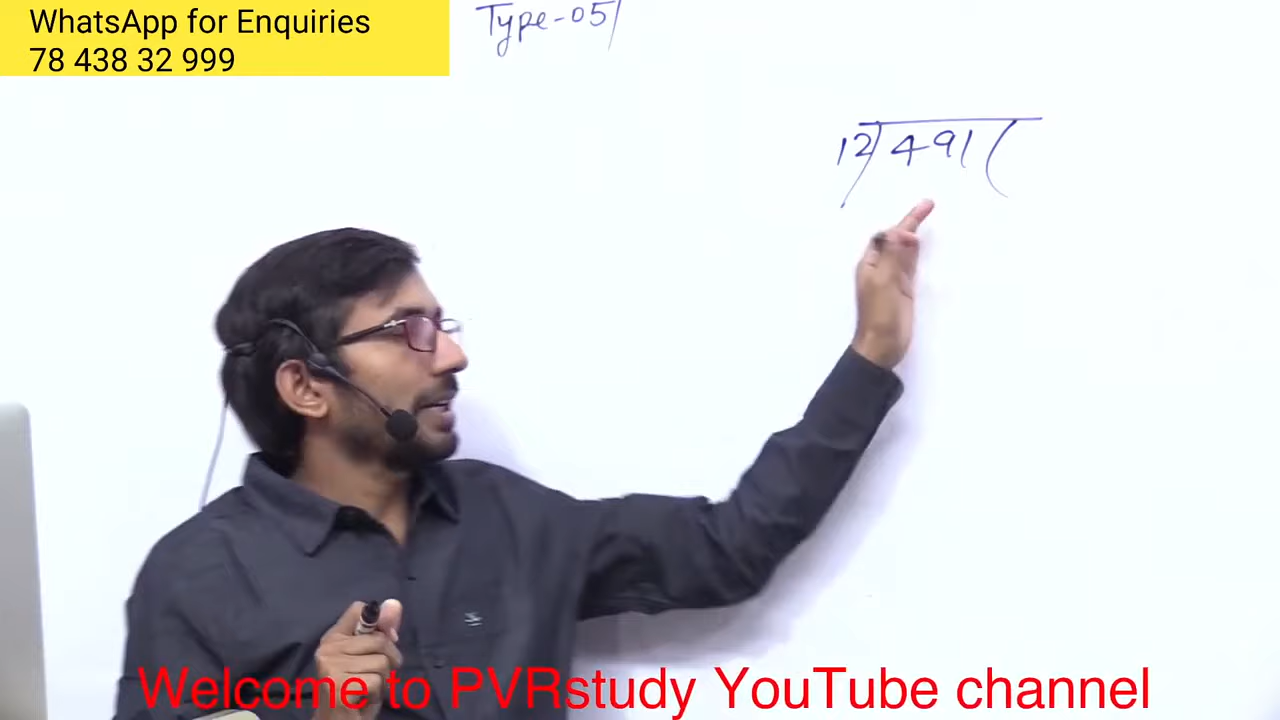 WhatsApp for Enquiries
78 438 32 999
Type-05/
12) 491 (
Welcome to PVRstudy YouTube channel